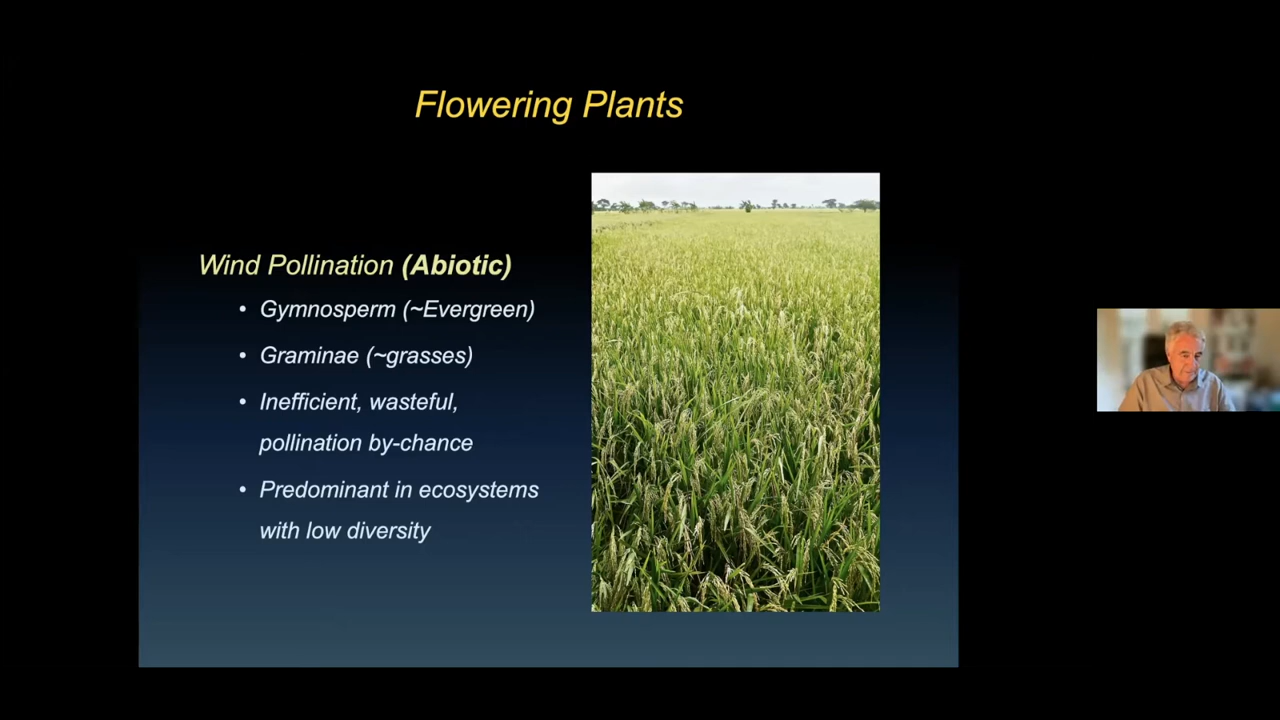 Flowering Plants
Wind Pollination (Abiotic)
• Gymnosperm (~Evergreen)
• Graminae (~grasses)
• Inefficient, wasteful,
pollination by-chance
• Predominant in ecosystems
with low diversity